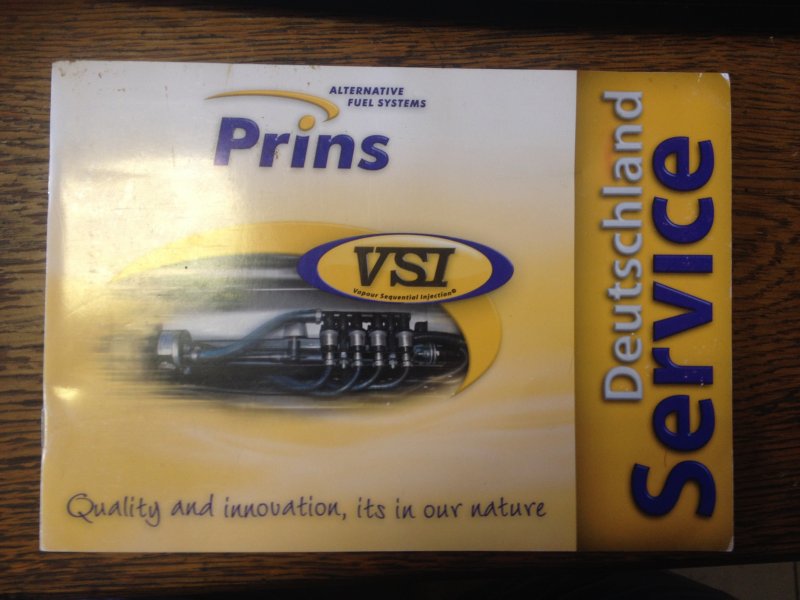 ALTERNATIVE
FUEL SYSTEMS
Prins
VSI
Vapour Sequential Injection®
Quality and innovation, its in our nature
Deutschland
Service